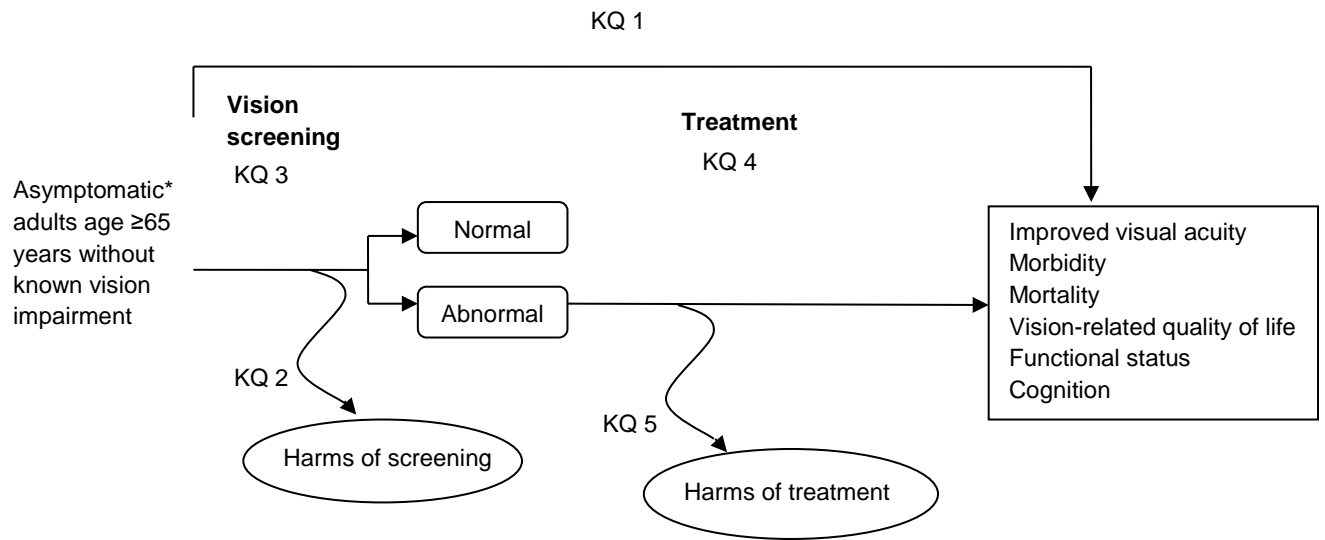 KQ 1
Vision
screening
KQ 3
Treatment
KQ 4
Asymptomatic*
adults age ≥65
years without
known vision
impairment
Normal
Abnormal
Improved visual acuity
Morbidity
Mortality
Vision-related quality of life
Functional status
Cognition
KQ 2
KQ 5
Harms of screening
Harms of treatment